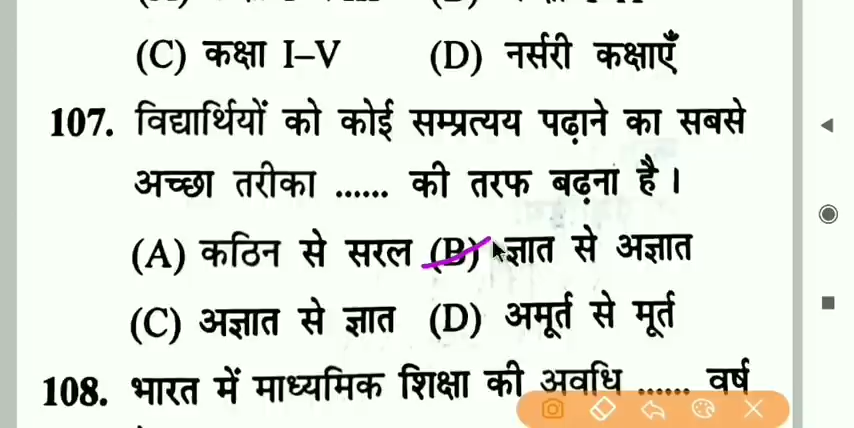 (C) कक्षा I–V (D) नर्सरी कक्षाएँ
107. विद्यार्थियों को कोई सम्प्रत्यय पढ़ाने का सबसे
अच्छा तरीका ...... की तरफ बढ़ना है।
(A) कठिन से सरल (B) ज्ञात से अज्ञात
(C) अज्ञात से ज्ञात (D) अमूर्त से मूर्त
108. भारत में माध्यमिक शिक्षा की अवधि ...... वर्ष